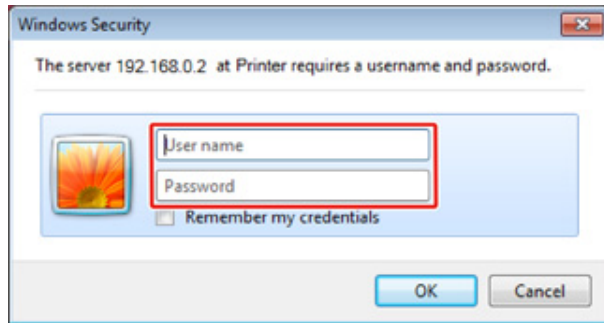 Windows Security
The server 192.168.0.2 at Printer requires a username and password.
User name
Password
Remember my credentials
OK
Cancel